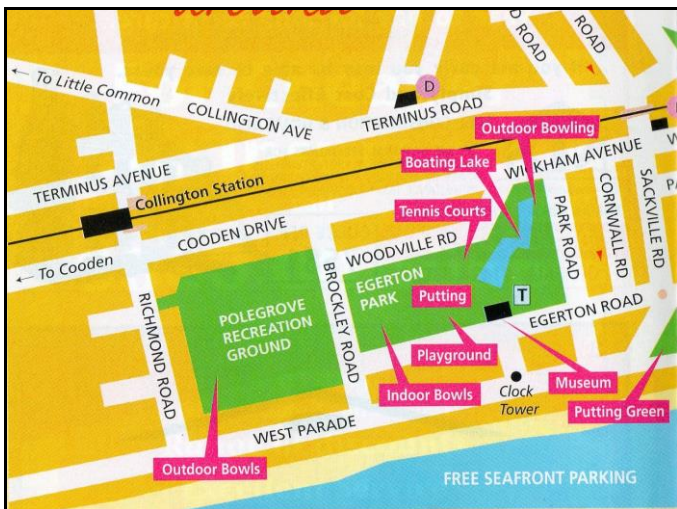 ROAD
ROAD
← To Little Common
COLLINGTON AVE
D
TERMINUS ROAD
Outdoor Bowling
TERMINUS AVENUE
Collington Station
Boating Lake
WICKHAM AVENUE
COODEN DRIVE
Tennis Courts
WOODVILLE RD
PARK ROAD
CORNWALL RD
SACKVILLE RD
← To Cooden
RICHMOND ROAD
POLEGROVE
RECREATION
GROUND
BROCKLEY ROAD
EGERTON
PARK
Putting
T
EGERTON ROAD
Playground
Indoor Bowls
Museum
Clock
Tower
Putting Green
WEST PARADE
Outdoor Bowls
FREE SEAFRONT PARKING